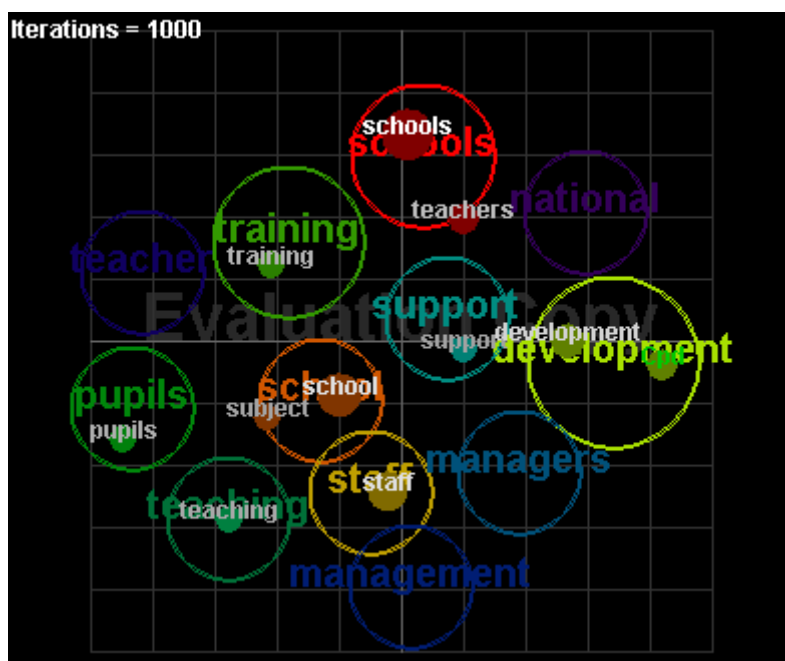 Iterations = 1000
schools
schools
teachers
national
training
training
teacher
support
Evaluation Copy
support
development
development
cpd
pupils
school
school
subject
pupils
managers
staff
staff
teaching
teaching
management